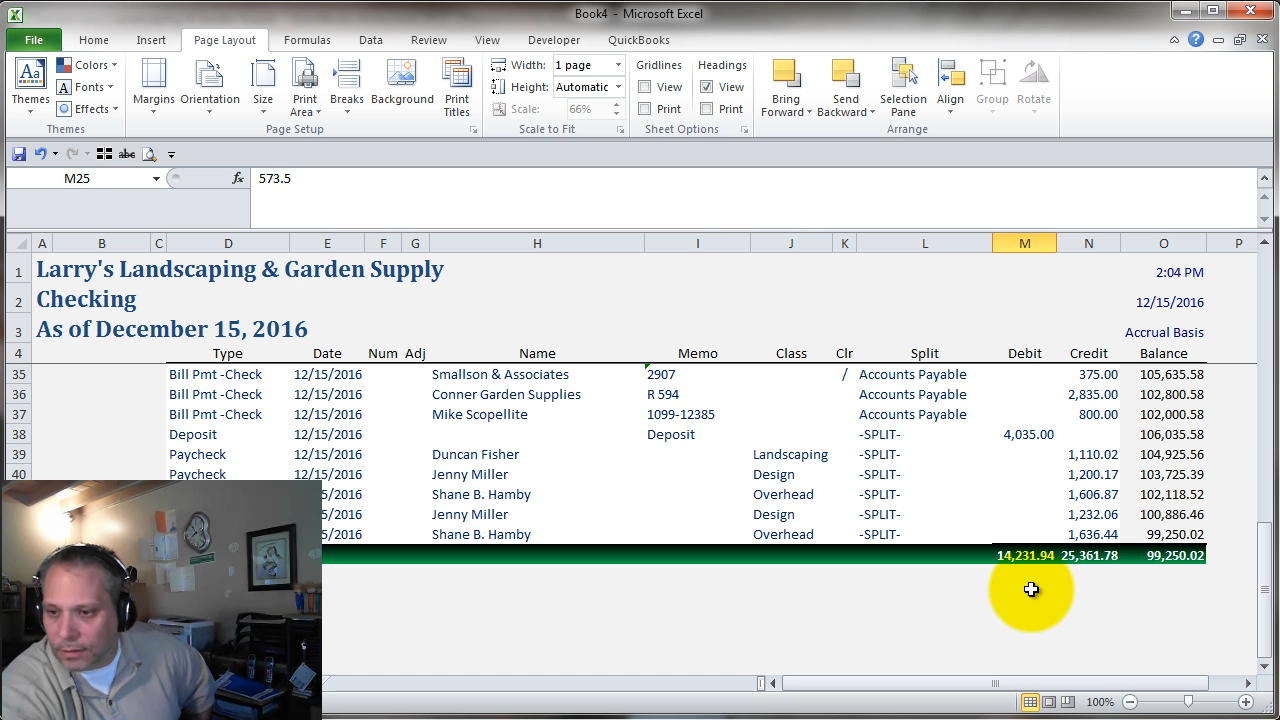 Book4 - Microsoft Excel
File Home Insert Page Layout Formulas Data Review View Developer QuickBooks
Colors Width: 1 page Gridlines Headings
Aa Fonts Height: Automatic View View
Themes Effects Margins Orientation Size Print Area Breaks Background Print Titles Scale: 66% Print Print Bring Forward Send Backward Selection Pane Align Group Rotate
Themes Page Setup Scale to Fit Sheet Options Arrange
abc
M25 fx 573.5
A B C D E F G H I J K L M N O P
1 Larry's Landscaping & Garden Supply 2:04 PM
2 Checking 12/15/2016
3 As of December 15, 2016 Accrual Basis
4 Type Date Num Adj Name Memo Class Clr Split Debit Credit Balance
35 Bill Pmt -Check 12/15/2016 Smallson & Associates 2907 / Accounts Payable 375.00 105,635.58
36 Bill Pmt -Check 12/15/2016 Conner Garden Supplies R 594 Accounts Payable 2,835.00 102,800.58
37 Bill Pmt -Check 12/15/2016 Mike Scopellite 1099-12385 Accounts Payable 800.00 102,000.58
38 Deposit 12/15/2016 Deposit -SPLIT- 4,035.00 106,035.58
39 Paycheck 12/15/2016 Duncan Fisher Landscaping -SPLIT- 1,110.02 104,925.56
40 Paycheck 12/15/2016 Jenny Miller Design -SPLIT- 1,200.17 103,725.39
5/2016 Shane B. Hamby Overhead -SPLIT- 1,606.87 102,118.52
5/2016 Jenny Miller Design -SPLIT- 1,232.06 100,886.46
5/2016 Shane B. Hamby Overhead -SPLIT- 1,636.44 99,250.02
14,231.94 25,361.78 99,250.02
100%